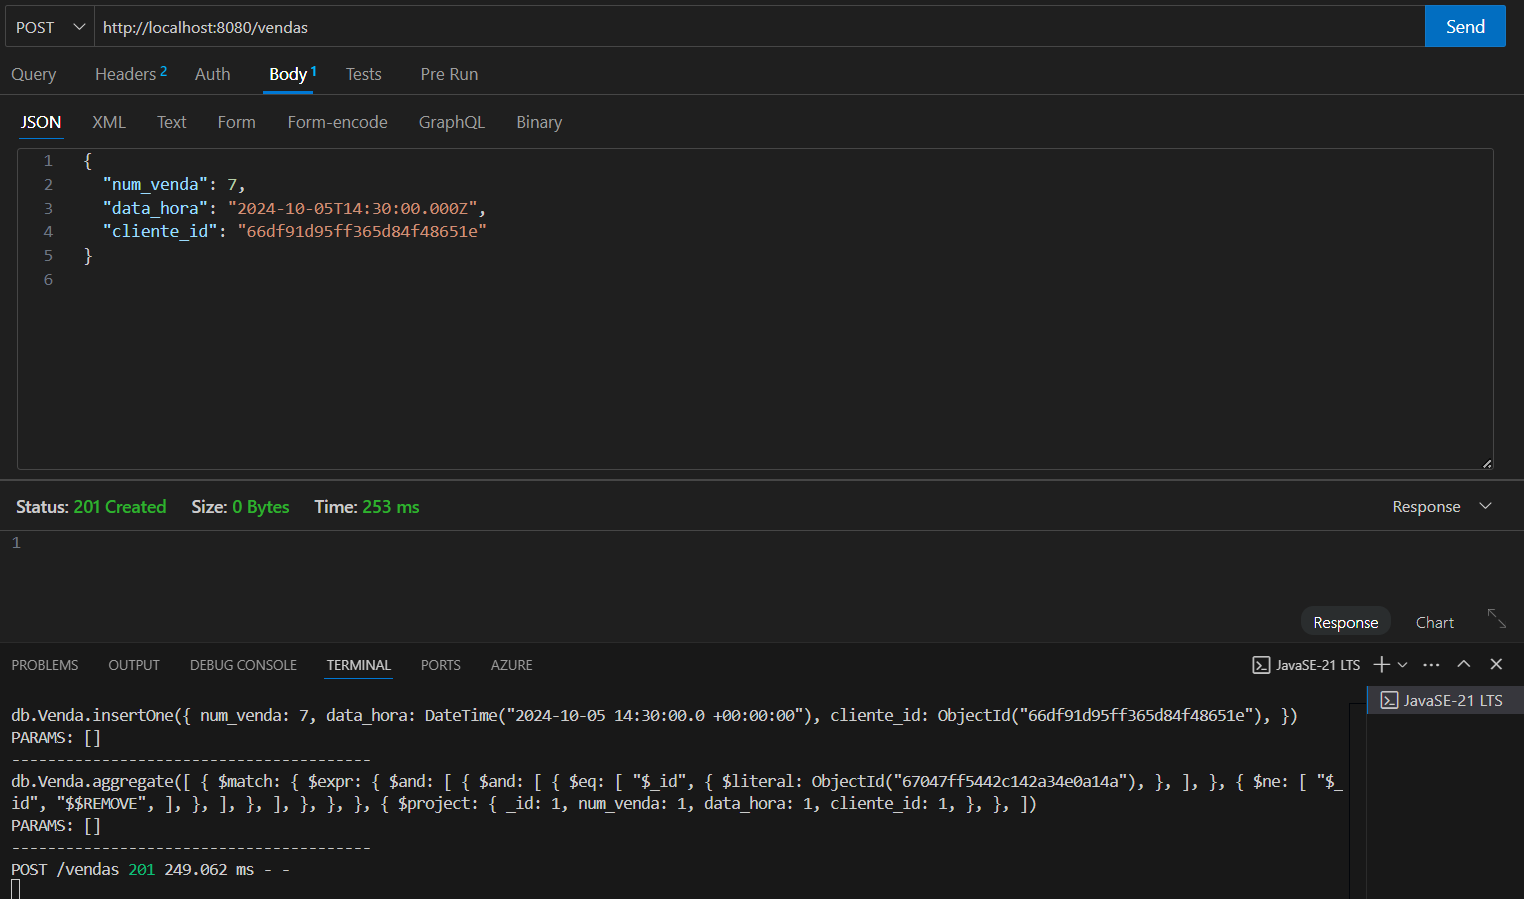 POST http://localhost:8080/vendas Send
Query Headers 2 Auth Body 1 Tests Pre Run
JSON XML Text Form Form-encode GraphQL Binary
1 {
2 "num_venda": 7,
3 "data_hora": "2024-10-05T14:30:00.000Z",
4 "cliente_id": "66df91d95ff365d84f48651e"
5 }
6
Status: 201 Created Size: 0 Bytes Time: 253 ms Response
1
Response Chart
PROBLEMS OUTPUT DEBUG CONSOLE TERMINAL PORTS AZURE JavaSE-21 LTS
JavaSE-21 LTS
db.Venda.insertOne({ num_venda: 7, data_hora: DateTime("2024-10-05 14:30:00.0 +00:00:00"), cliente_id: ObjectId("66df91d95ff365d84f48651e"), })
PARAMS: []
----------------------------------------
db.Venda.aggregate([ { $match: { $expr: { $and: [ { $and: [ { $eq: [ "$_id", { $literal: ObjectId("67047ff5442c142a34e0a14a"), }, ], }, { $ne: [ "$_
id", "$$REMOVE", ], }, ], }, ], }, }, }, { $project: { _id: 1, num_venda: 1, data_hora: 1, cliente_id: 1, }, }, ])
PARAMS: []
----------------------------------------
POST /vendas 201 249.062 ms - -